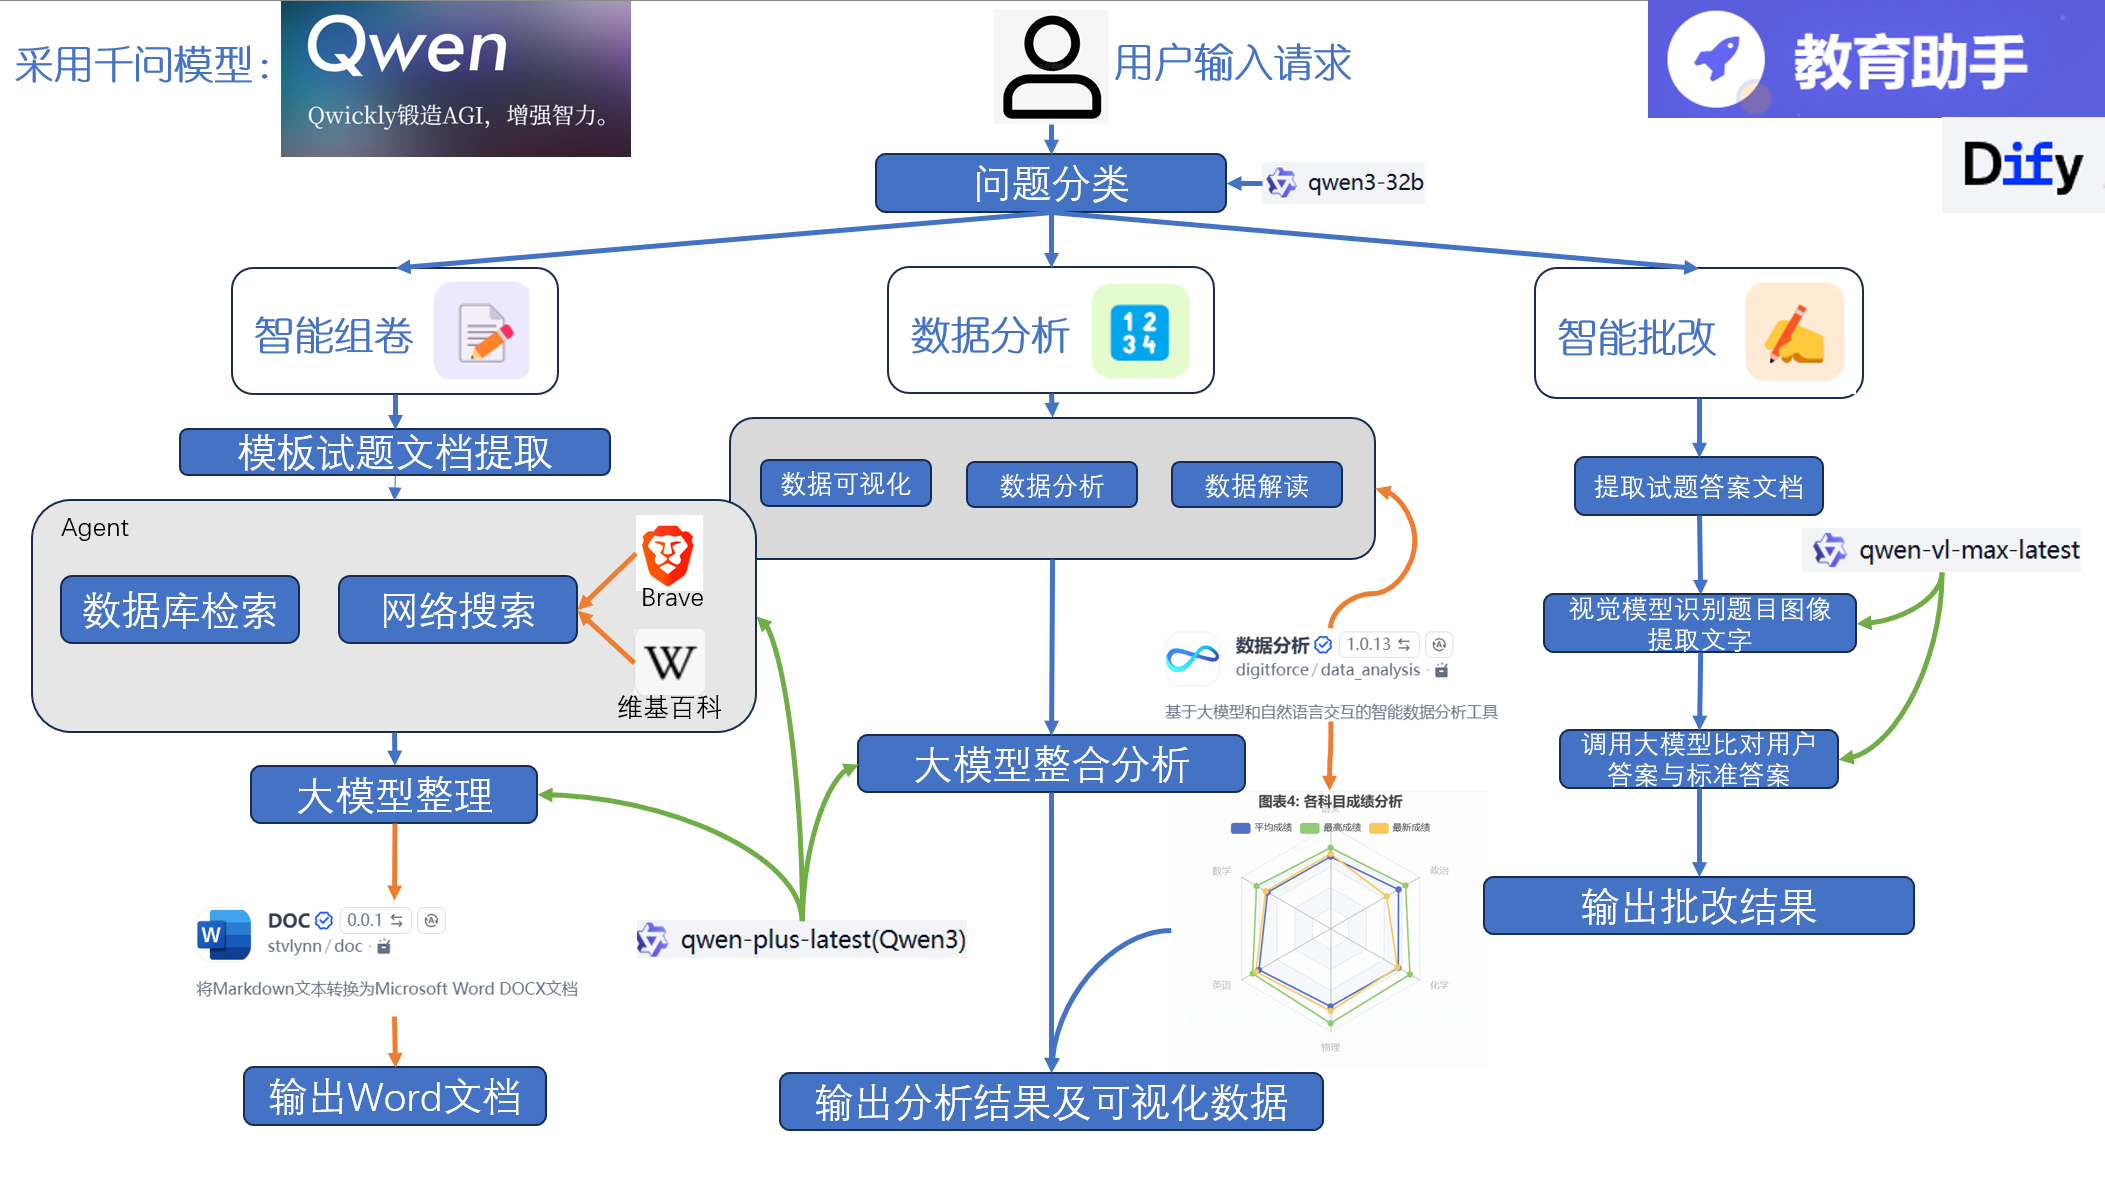 采用千问模型：
Qwen
Qwickly锻造AGI，增强智力。
用户输入请求
教育助手
Dify
问题分类
qwen3-32b
智能组卷
数据分析
1 2
3 4
智能批改
模板试题文档提取
数据可视化
数据分析
数据解读
提取试题答案文档
Agent
数据库检索
网络搜索
Brave
W
维基百科
qwen-vl-max-latest
视觉模型识别题目图像
提取文字
数据分析 1.0.13
digitforce / data_analysis ·
基于大模型和自然语言交互的智能数据分析工具
大模型整理
大模型整合分析
调用大模型比对用户
答案与标准答案
图表4: 各科目成绩分析
平均成绩 最高成绩 最新成绩
数学
政治
英语
化学
物理
W
DOC 0.0.1
stvlynn / doc ·
将Markdown文本转换为Microsoft Word DOCX文档
qwen-plus-latest(Qwen3)
输出批改结果
输出Word文档
输出分析结果及可视化数据